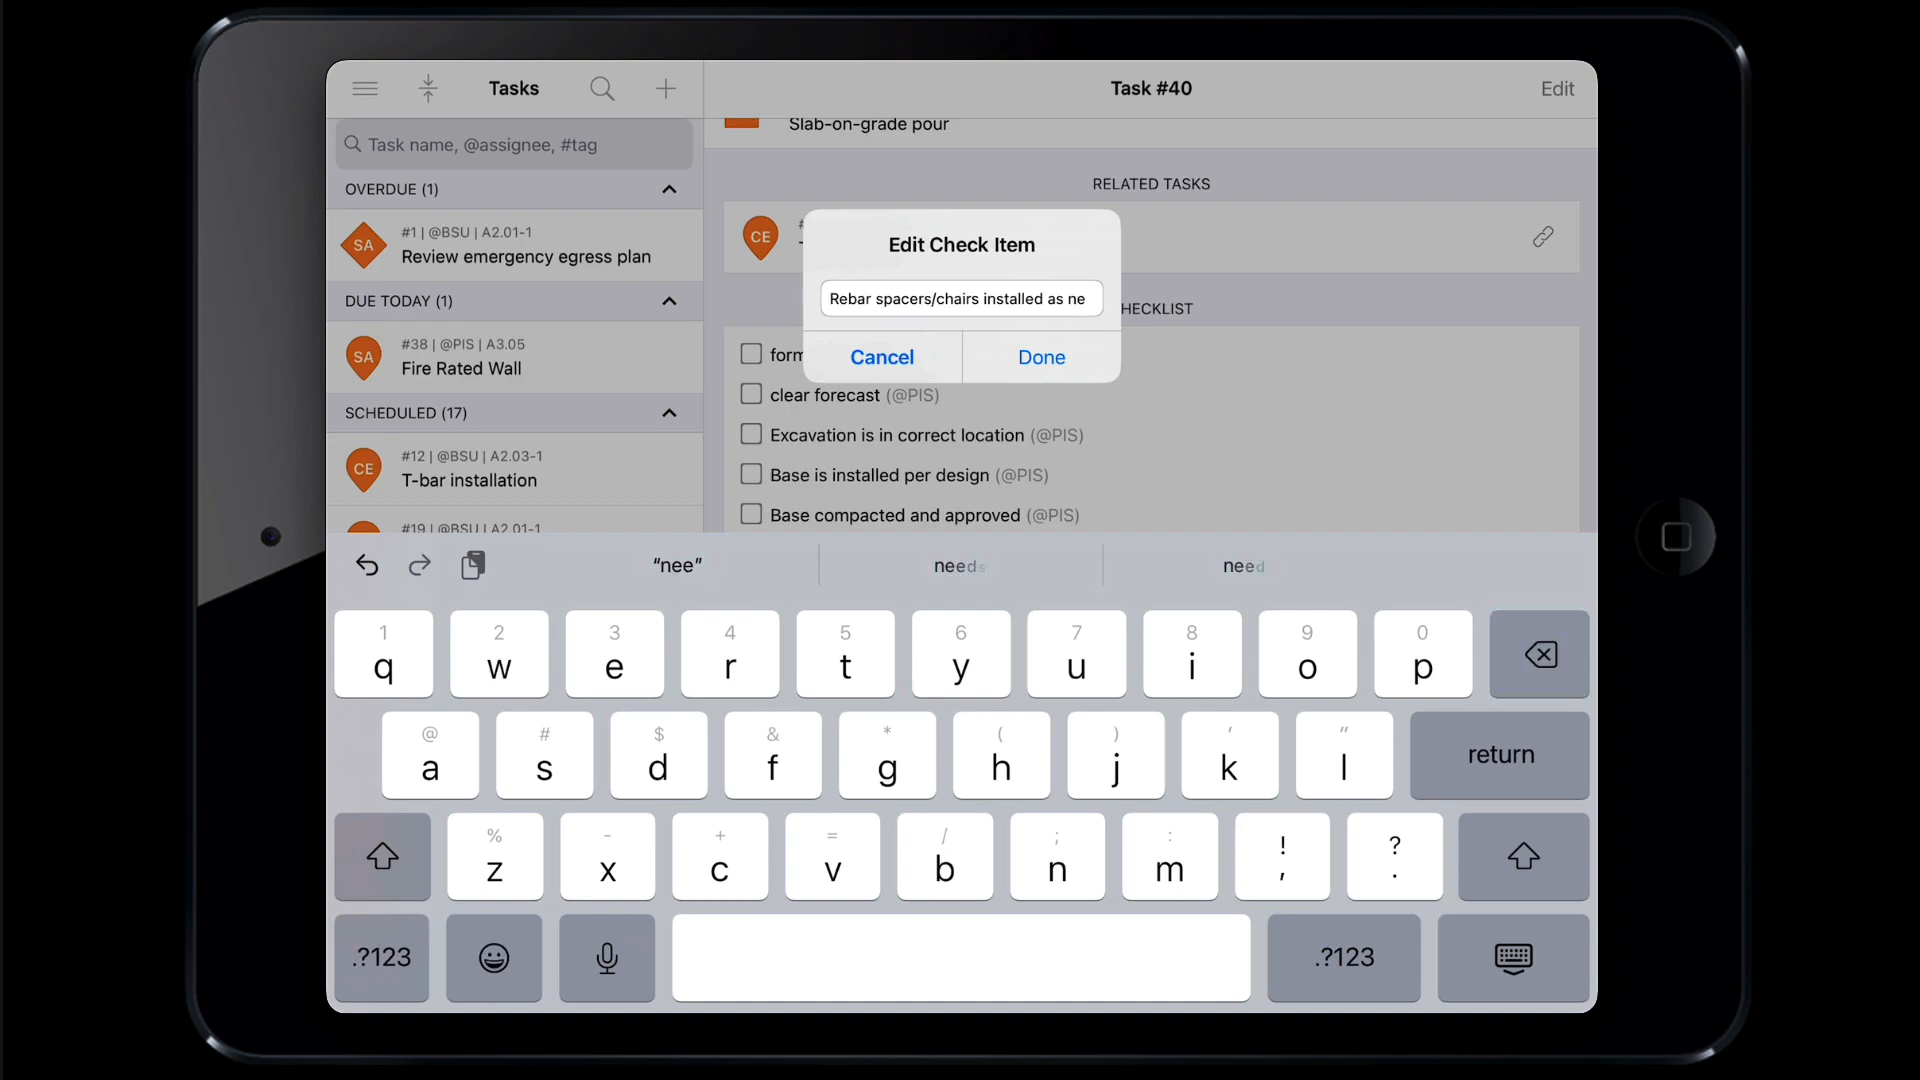 Tasks
Task #40
Edit
Task name, @assignee, #tag
OVERDUE (1)
SA
#1 | @BSU | A2.01-1
Review emergency egress plan
DUE TODAY (1)
SA
#38 | @PIS | A3.05
Fire Rated Wall
SCHEDULED (17)
CE
#12 | @BSU | A2.03-1
T-bar installation
#19 | @BSU | A2.01-1
Slab-on-grade pour
RELATED TASKS
CE
Edit Check Item
Rebar spacers/chairs installed as ne
Cancel
Done
HECKLIST
form
clear forecast (@PIS)
Excavation is in correct location (@PIS)
Base is installed per design (@PIS)
Base compacted and approved (@PIS)
“nee”
needs
need
1 2 3 4 5 6 7 8 9 0
q w e r t y u i o p
@ # $ & * ( ) ' "
a s d f g h j k l
return
% - + = / ; : ! ?
z x c v b n m , .
.?123
.?123